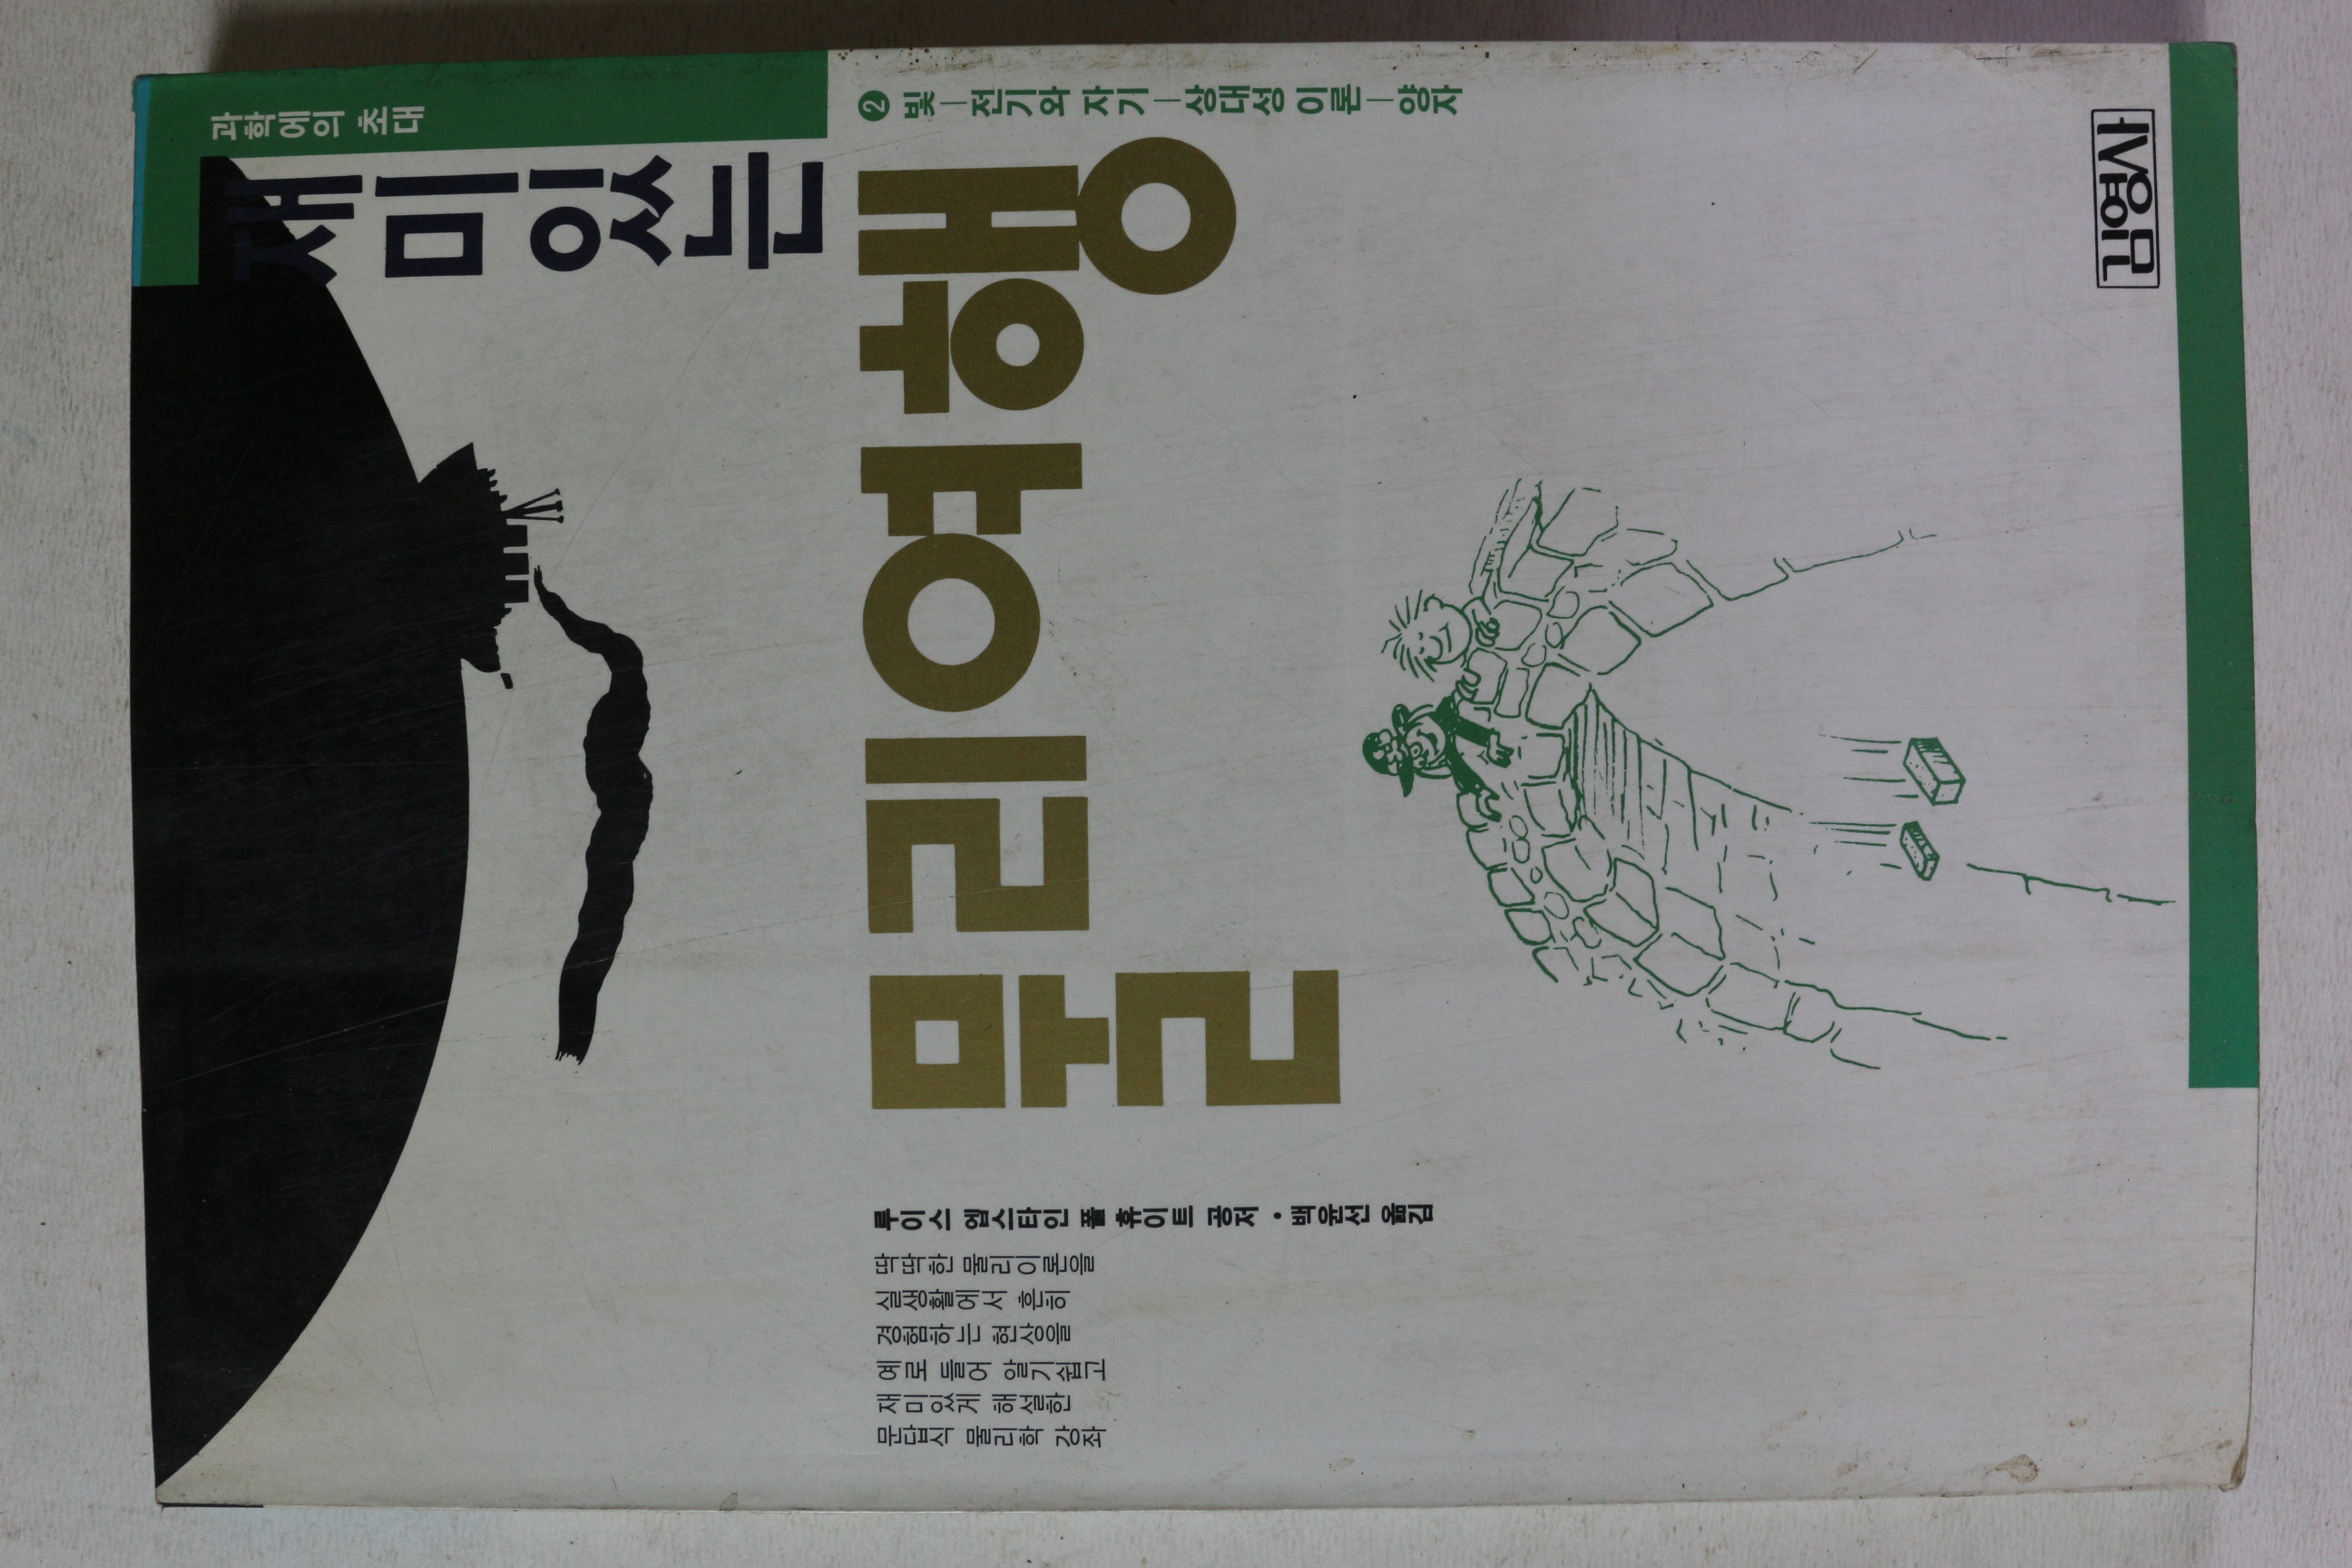 과학에의 초대
재미있는
물리여행
❷ 빛—전기와 자기—상대성 이론—양자
루이스 엡스타인 폴 휴이트 공저·백윤선 옮김
딱딱한 물리이론을
실생활에서 흔히
경험하는 현상을
예로 들어 알기쉽고
재미있게 해설한
문답식 물리학 강좌
김영사